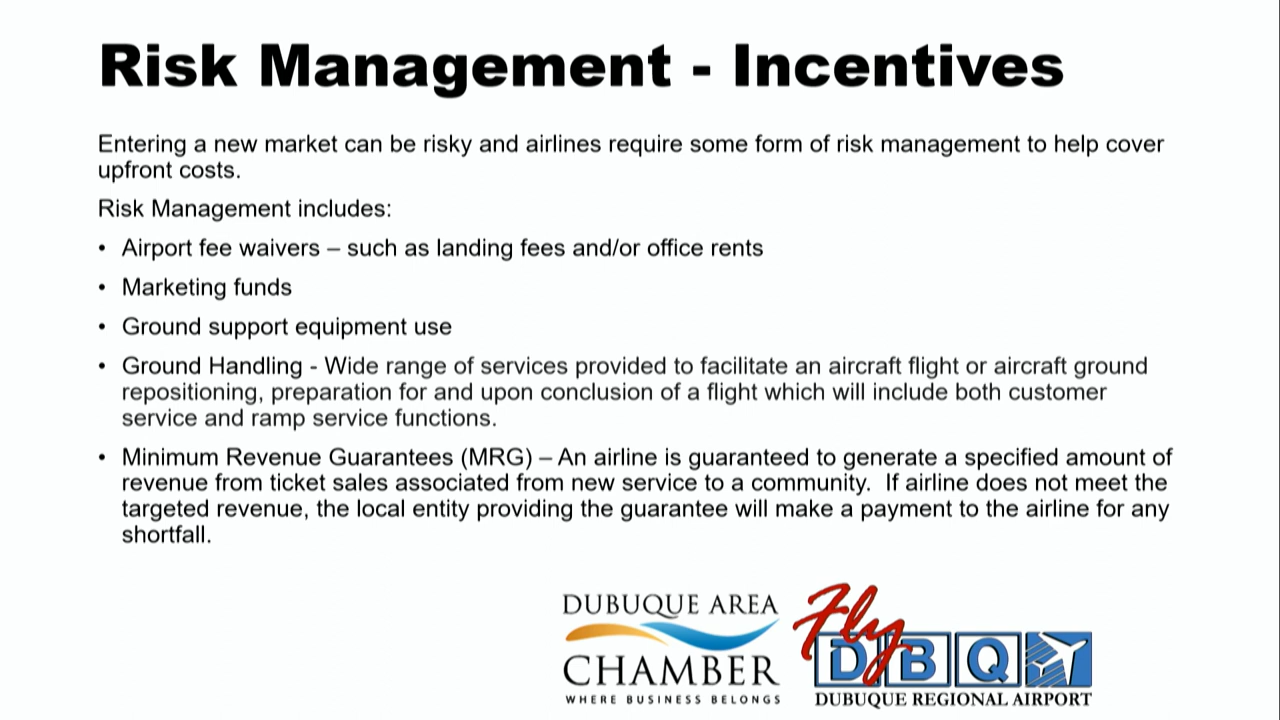 Risk Management - Incentives
Entering a new market can be risky and airlines require some form of risk management to help cover
upfront costs.
Risk Management includes:
• Airport fee waivers – such as landing fees and/or office rents
• Marketing funds
• Ground support equipment use
• Ground Handling - Wide range of services provided to facilitate an aircraft flight or aircraft ground
repositioning, preparation for and upon conclusion of a flight which will include both customer
service and ramp service functions.
• Minimum Revenue Guarantees (MRG) – An airline is guaranteed to generate a specified amount of
revenue from ticket sales associated from new service to a community.  If airline does not meet the
targeted revenue, the local entity providing the guarantee will make a payment to the airline for any
shortfall.
DUBUQUE AREA
CHAMBER
WHERE BUSINESS BELONGS
Fly
DBQ
DUBUQUE REGIONAL AIRPORT